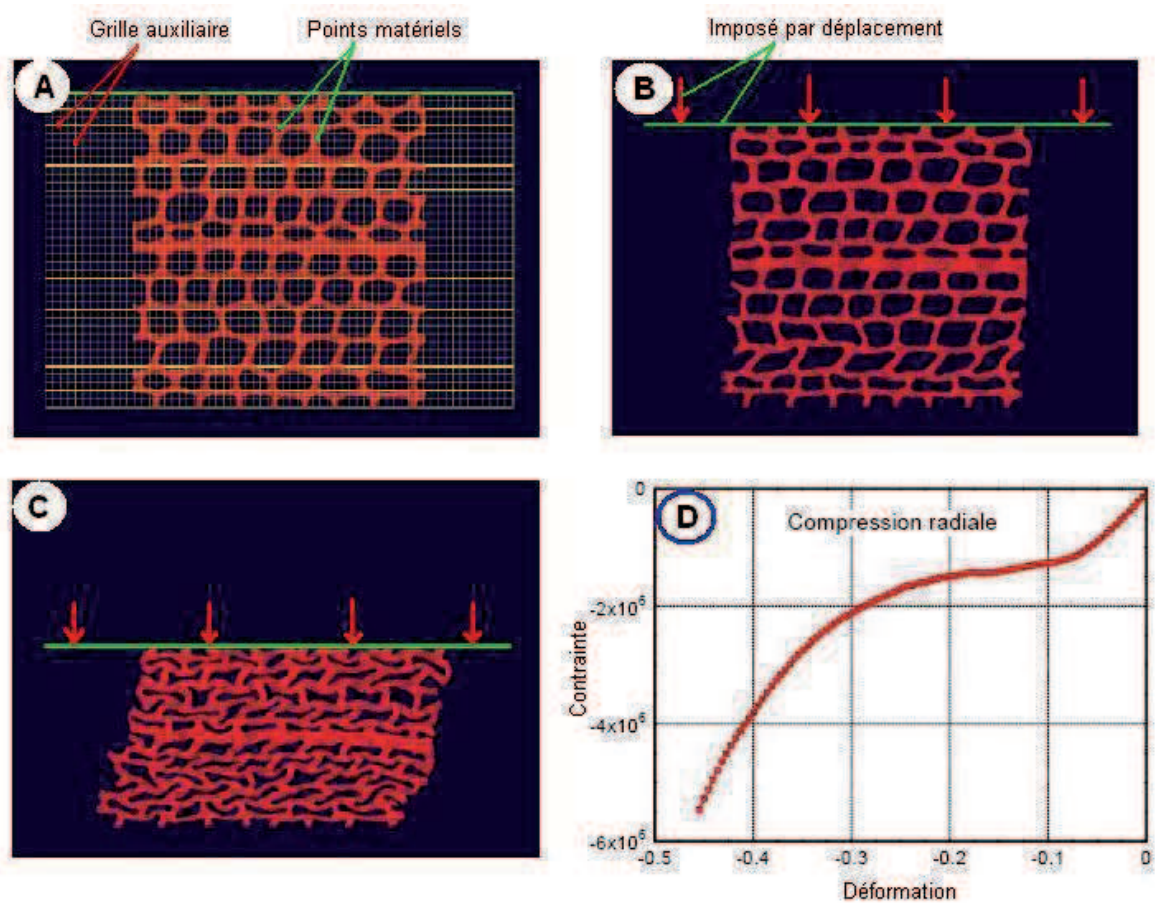 Grille auxiliaire
Points matériels
Imposé par déplacement
A
B
C
D
Compression radiale
Contrainte
0
-2x10⁶
-4x10⁶
-6x10⁶
-0.5
-0.4
-0.3
-0.2
-0.1
0
Déformation